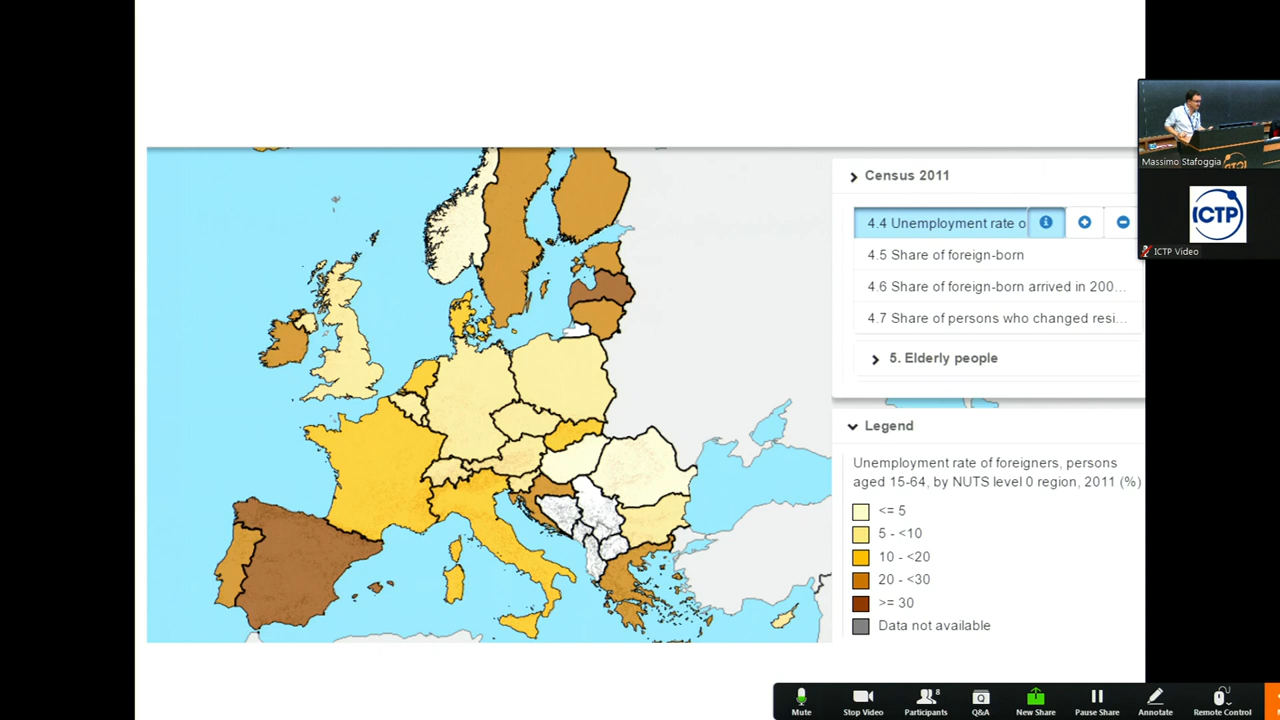 Census 2011
4.4 Unemployment rate o
4.5 Share of foreign-born
4.6 Share of foreign-born arrived in 200...
4.7 Share of persons who changed resi...
5. Elderly people
Legend
Unemployment rate of foreigners, persons
aged 15-64, by NUTS level 0 region, 2011 (%)
<= 5
5 - <10
10 - <20
20 - <30
>= 30
Data not available
Massimo Stafoggia
ICTP
ICTP Video
Mute
Stop Video
8
Participants
Q&A
New Share
Pause Share
Annotate
Remote Control